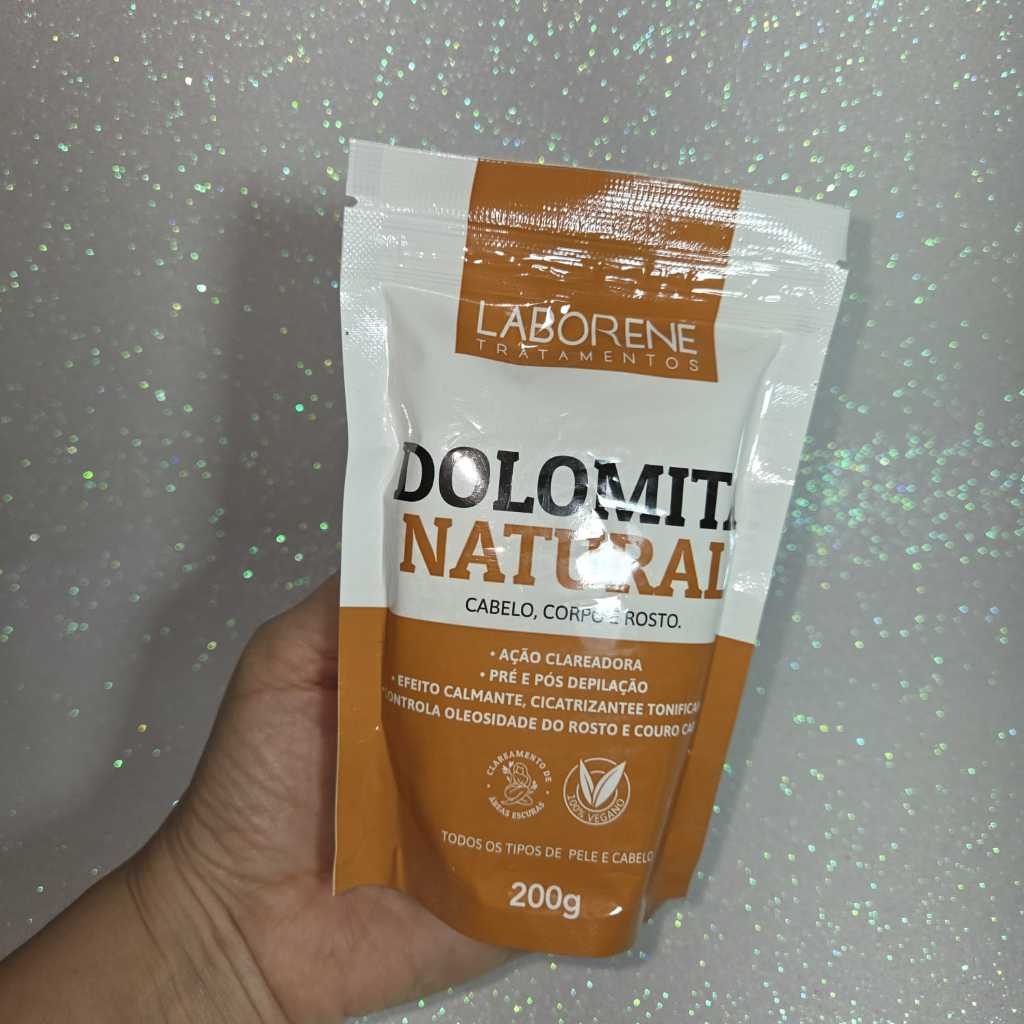 LABORENE
TRATAMENTOS
DOLOMITA
NATURAL
CABELO, CORPO E ROSTO.
• AÇÃO CLAREADORA
• PRÉ E PÓS DEPILAÇÃO
• EFEITO CALMANTE, CICATRIZANTEE
CONTROLA OLEOSIDADE DO ROSTO E COURO
CLAREAMENTO DE
ÁREAS ESCURAS
100% VEGANO
TODOS OS TIPOS DE PELE E CABELO
200g